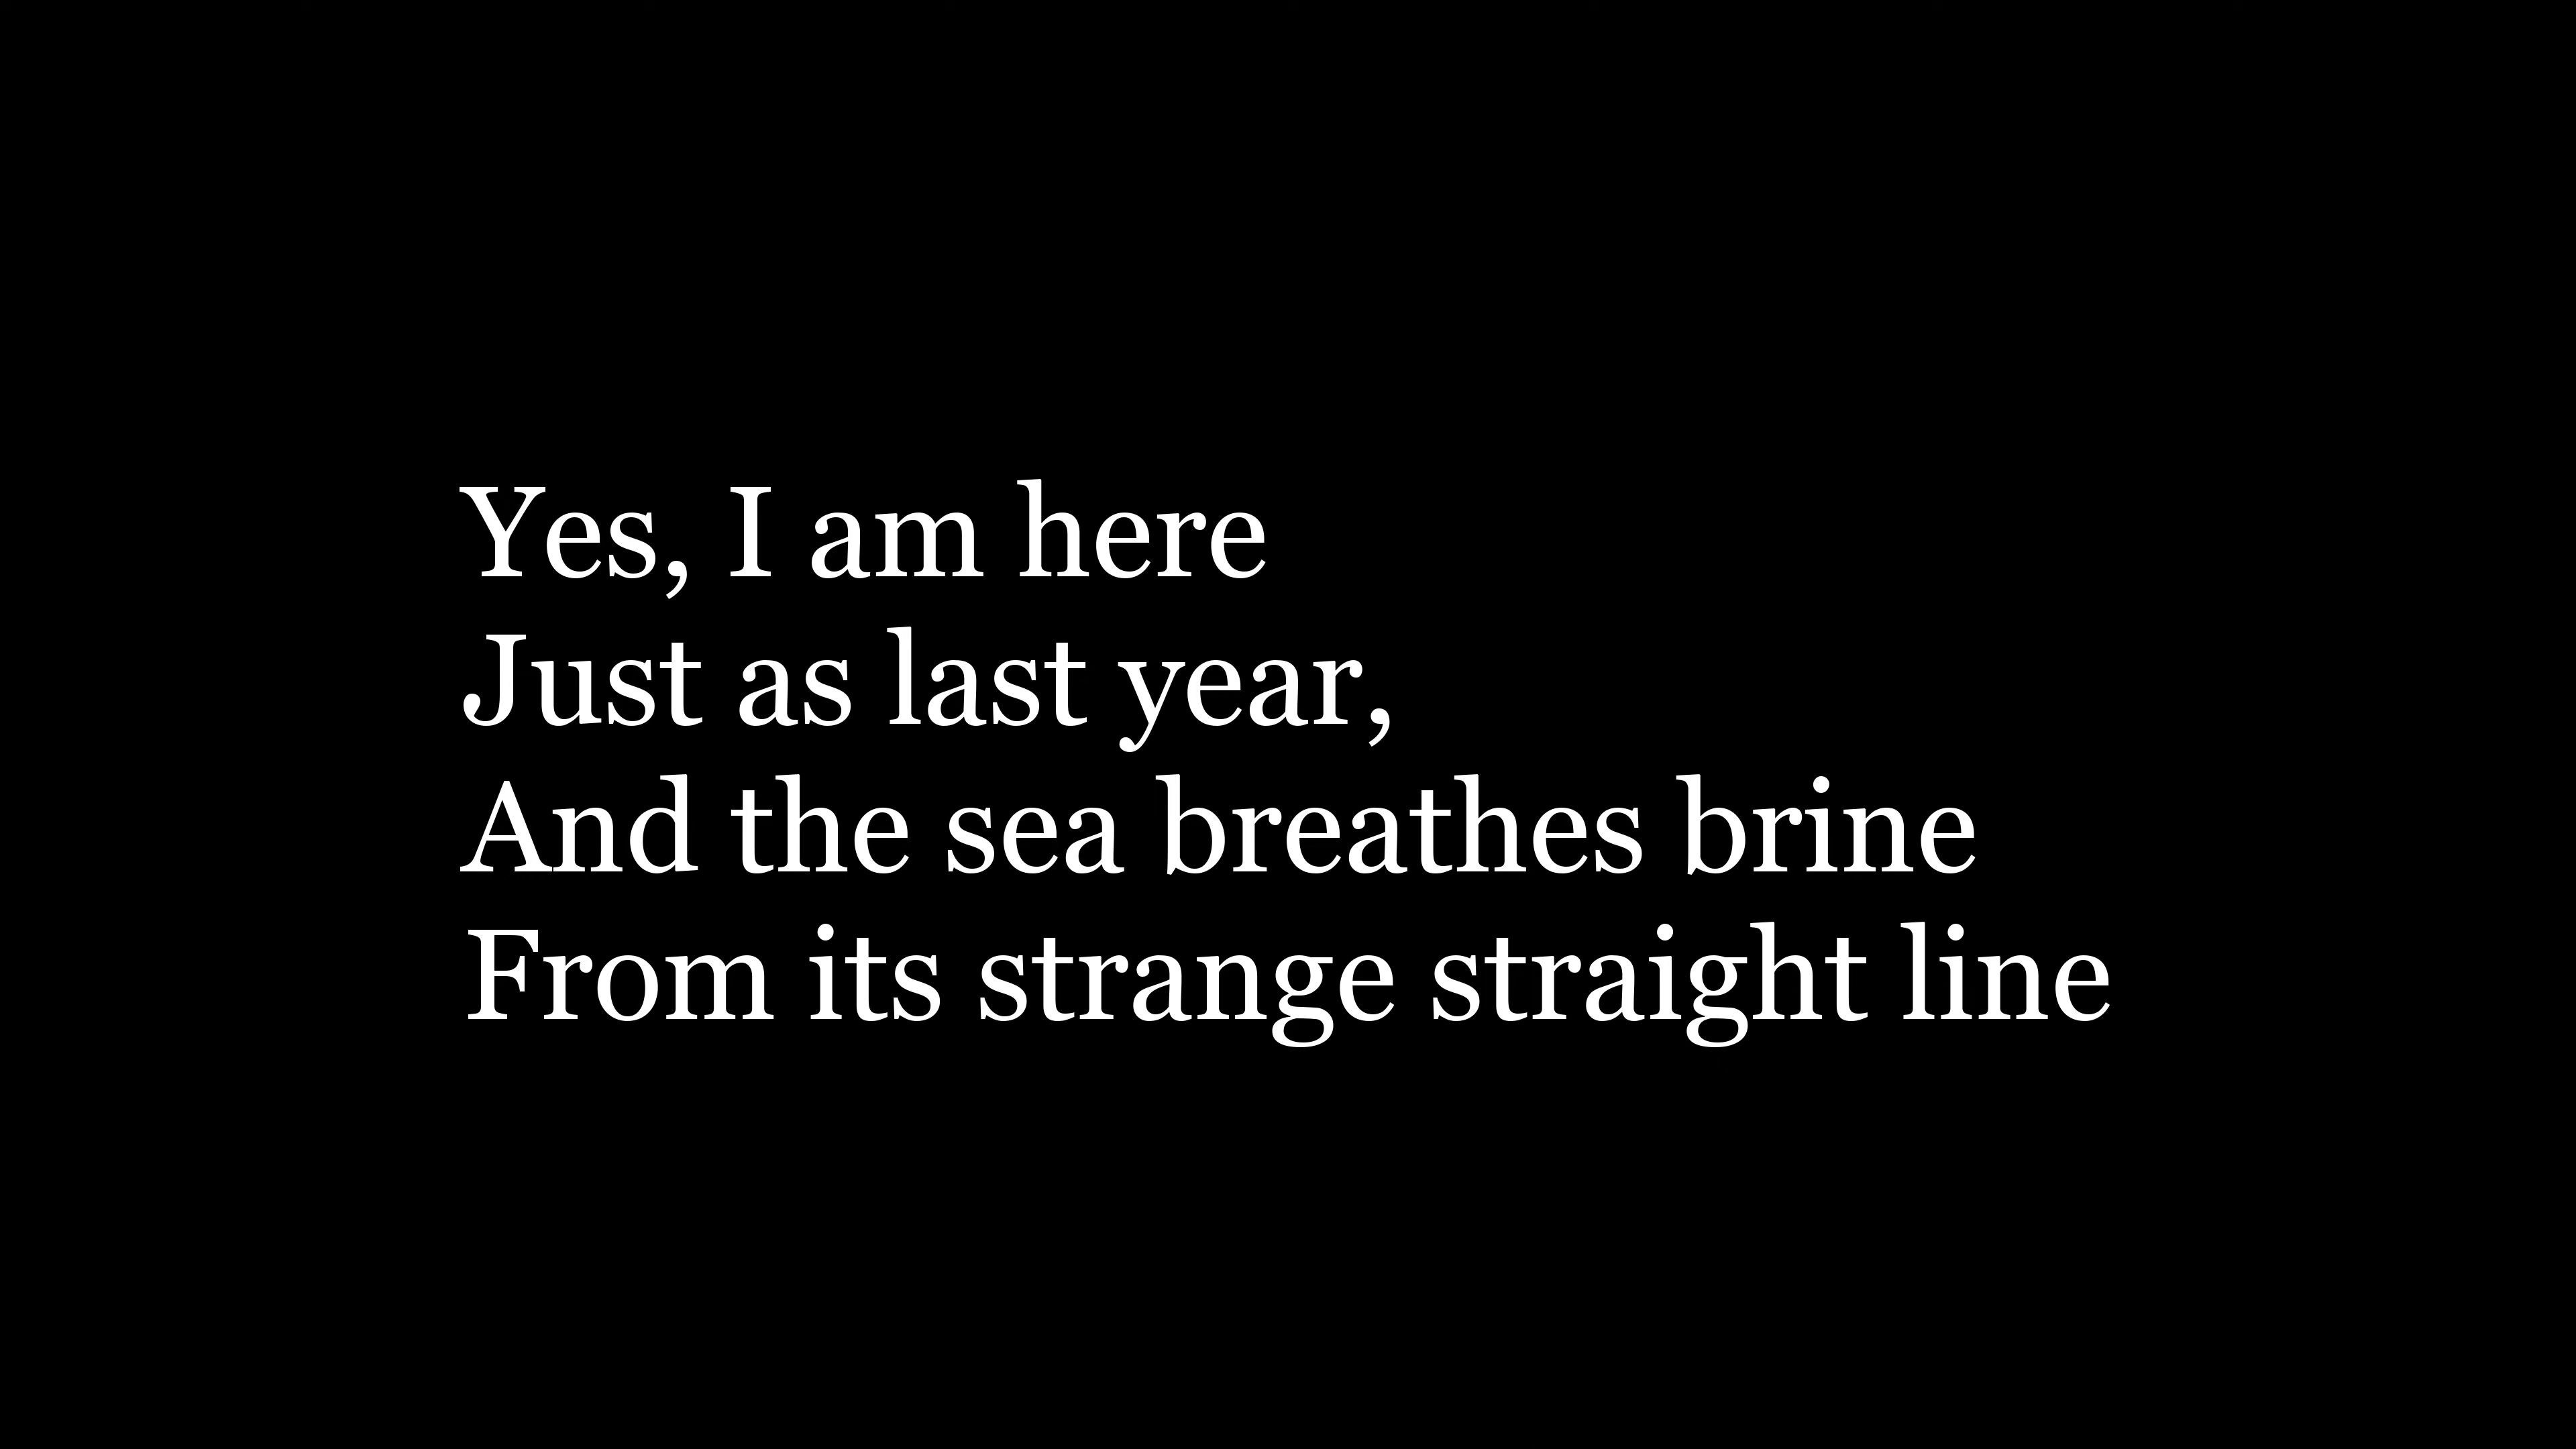 Yes, I am here
Just as last year,
And the sea breathes brine
From its strange straight line